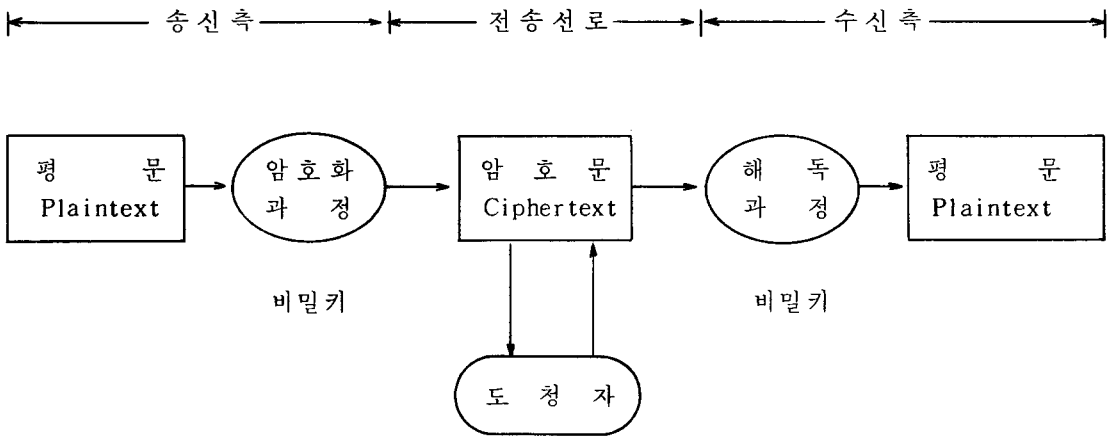 송신측 전송선로 수신측
평 문 암호화 암 호 문 해 독 평 문
Plaintext 과 정 Ciphertext 과 정 Plaintext
비밀키 비밀키
도 청 자